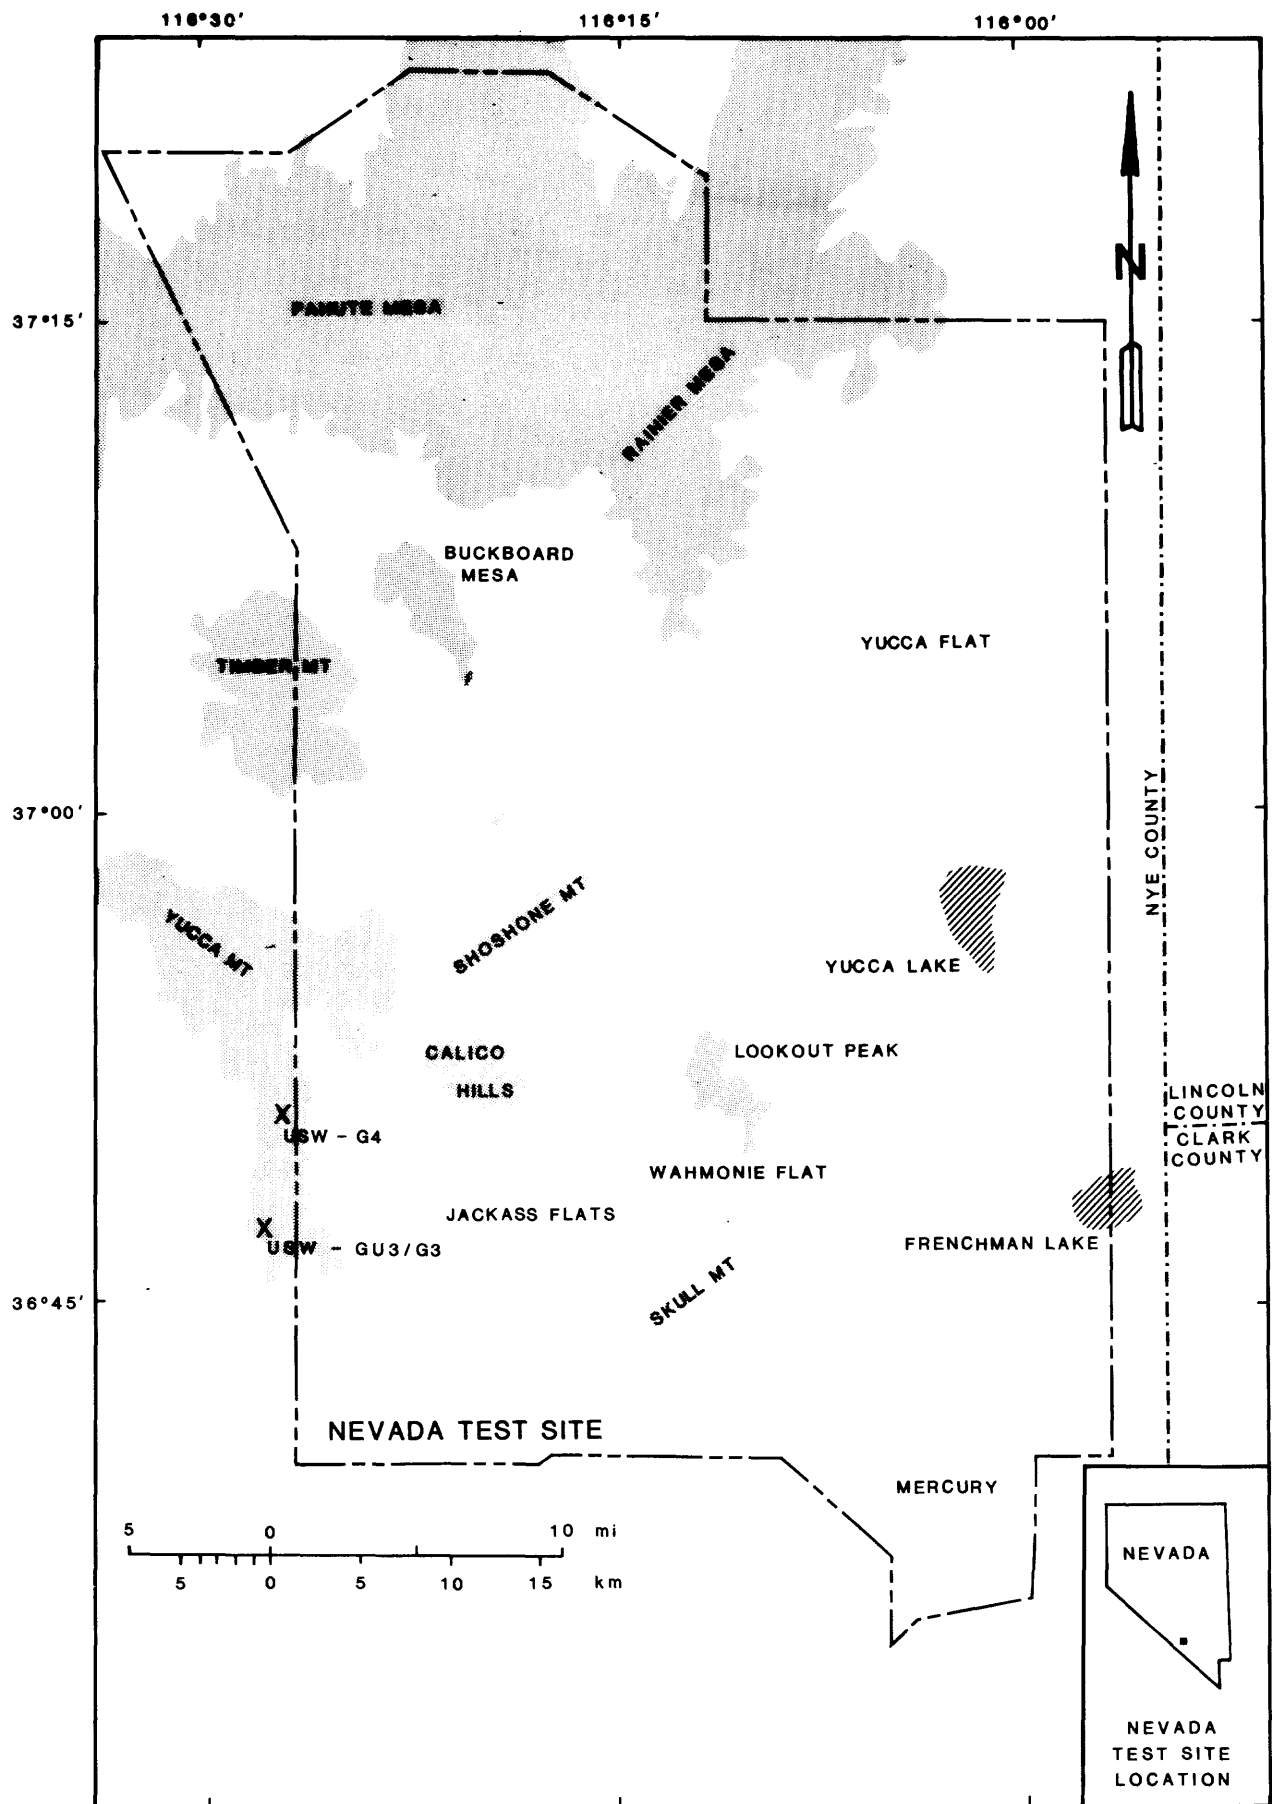 116°30′ 116°15′ 116°00′
N
37°15′
PAHUTE MESA
RAINIER MESA
BUCKBOARD
MESA
YUCCA FLAT
TIMBER MT
37°00′
NYE COUNTY
YUCCA MT
SHOSHONE MT
YUCCA LAKE
CALICO
HILLS
LOOKOUT PEAK
LINCOLN
COUNTY
CLARK
COUNTY
X
USW - G4
WAHMONIE FLAT
JACKASS FLATS
X
USW - GU3/G3
FRENCHMAN LAKE
36°45′
SKULL MT
NEVADA TEST SITE
MERCURY
5 0 10 mi
5 0 5 10 15 km
NEVADA
NEVADA
TEST SITE
LOCATION